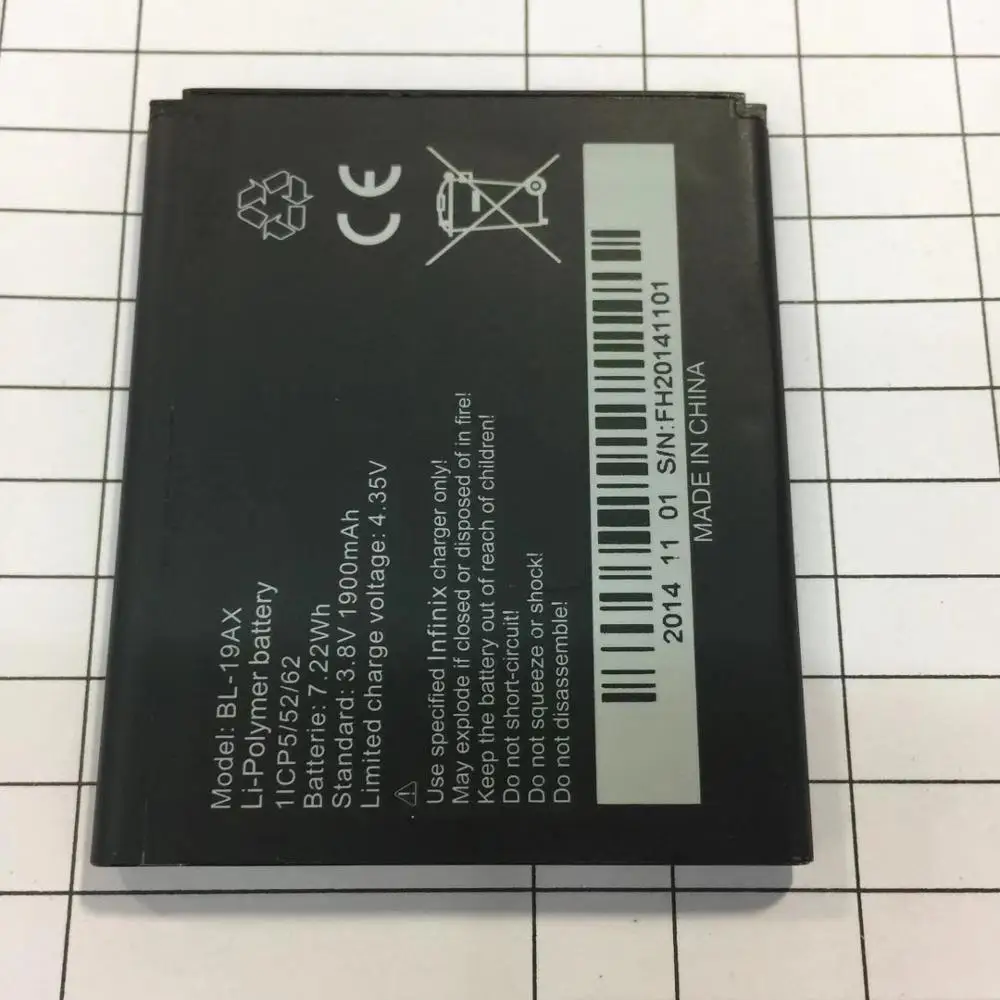 Model: BL-19AX
Li-Polymer battery
1ICP5/52/62
Batterie: 7.22Wh
Standard: 3.8V 1900mAh
Limited charge voltage: 4.35V
Use specified Infinix charger only!
May explode if closed or disposed of in fire!
Keep the battery out of reach of children!
Do not short-circuit!
Do not squeeze or shock!
Do not disassemble!
2014 11 01 S/N:FH20141101
MADE IN CHINA
CE